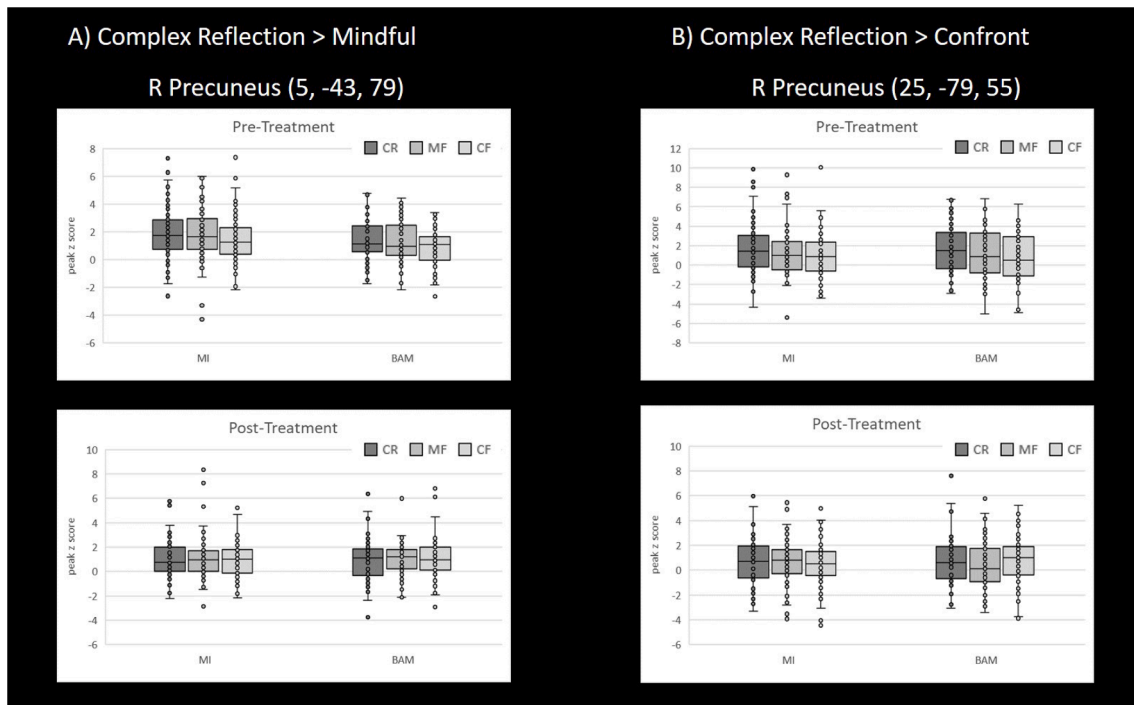 A) Complex Reflection > Mindful
R Precuneus (5, -43, 79)
Pre-Treatment
CR MF CF
8
6
4
2
0
-2
-4
-6
peak z score
MI BAM
Post-Treatment
CR MF CF
10
8
6
4
2
0
-2
-4
-6
peak z score
MI BAM
B) Complex Reflection > Confront
R Precuneus (25, -79, 55)
Pre-Treatment
CR MF CF
12
10
8
6
4
2
0
-2
-4
-6
-8
peak z score
MI BAM
Post-Treatment
CR MF CF
10
8
6
4
2
0
-2
-4
-6
peak z score
MI BAM